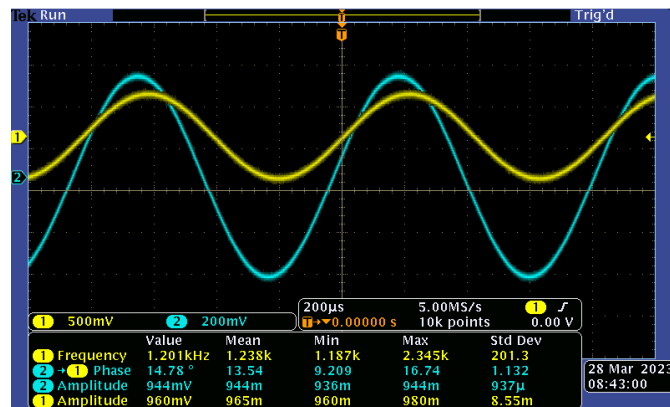 Tek Run Trig'd
T
T
1
2
200µs 5.00MS/s 1
T→▼0.00000 s 10k points 0.00 V
1 500mV 2 200mV
Value Mean Min Max Std Dev
1 Frequency 1.201kHz 1.238k 1.187k 2.345k 201.3
2 →1 Phase 14.78 ° 13.54 9.209 16.74 1.132
2 Amplitude 944mV 944m 936m 944m 937µ
1 Amplitude 960mV 965m 960m 980m 8.55m
28 Mar 2023
08:43:00